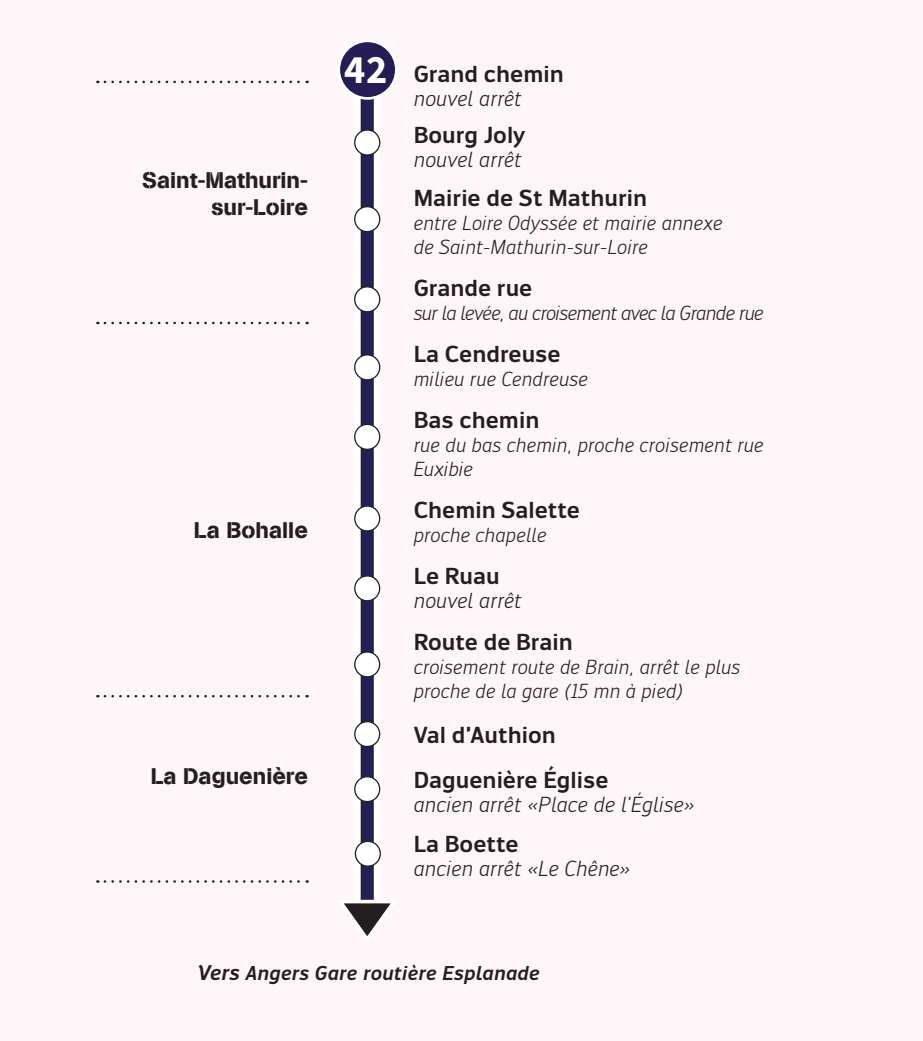 42
Grand chemin
nouvel arrêt
Bourg Joly
nouvel arrêt
Saint-Mathurin-
sur-Loire
Mairie de St Mathurin
entre Loire Odyssée et mairie annexe
de Saint-Mathurin-sur-Loire
Grande rue
sur la levée, au croisement avec la Grande rue
La Cendreuse
milieu rue Cendreuse
Bas chemin
rue du bas chemin, proche croisement rue
Euxibie
La Bohalle
Chemin Salette
proche chapelle
Le Ruau
nouvel arrêt
Route de Brain
croisement route de Brain, arrêt le plus
proche de la gare (15 mn à pied)
Val d'Authion
La Daguenière
Daguenière Église
ancien arrêt «Place de l'Église»
La Boette
ancien arrêt «Le Chêne»
Vers Angers Gare routière Esplanade